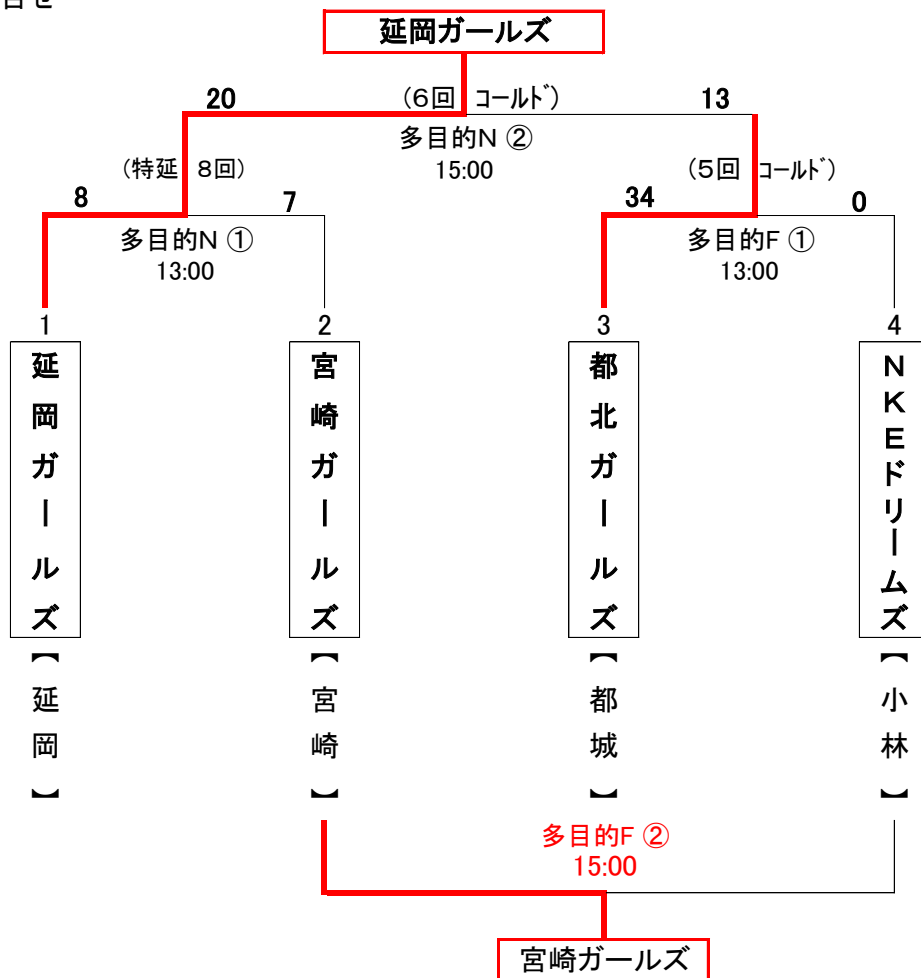 延岡ガールズ
20 (6回 コールド) 13
多目的N ②
15:00
(特延 8回) (5回 コールド)
8 7 34 0
多目的N ① 多目的F ①
13:00 13:00
1 2 3 4
延岡ガールズ
宮崎ガールズ
都北ガールズ
NKEドリームズ
【延岡】
【宮崎】
【都城】
【小林】
多目的F ②
15:00
宮崎ガールズ